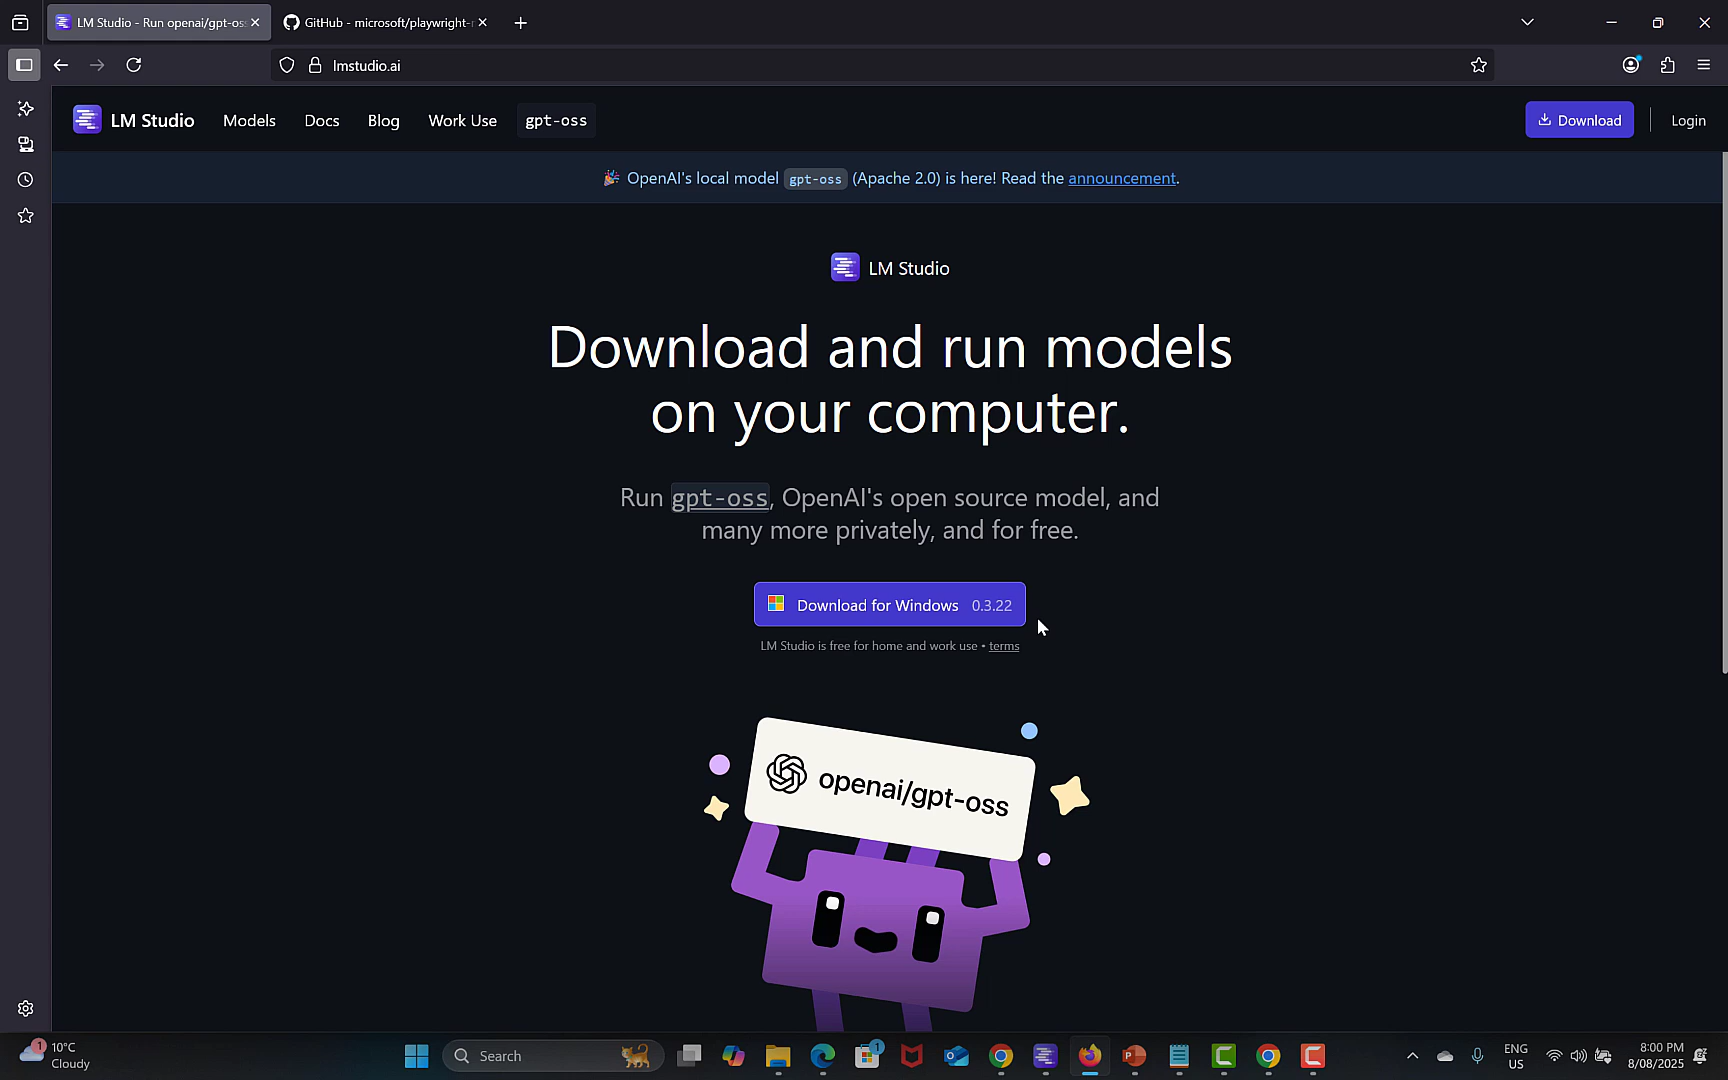 LM Studio - Run openai/gpt-os
GitHub - microsoft/playwright-
lmstudio.ai
LM Studio
Models
Docs
Blog
Work Use
gpt-oss
Download
Login
🎉 OpenAI's local model gpt-oss (Apache 2.0) is here! Read the announcement.
LM Studio
Download and run models
on your computer.
Run gpt-oss, OpenAI's open source model, and
many more privately, and for free.
Download for Windows 0.3.22
LM Studio is free for home and work use • terms
openai/gpt-oss
1
10°C
Cloudy
Search
1
ENG
US
8:00 PM
8/08/2025